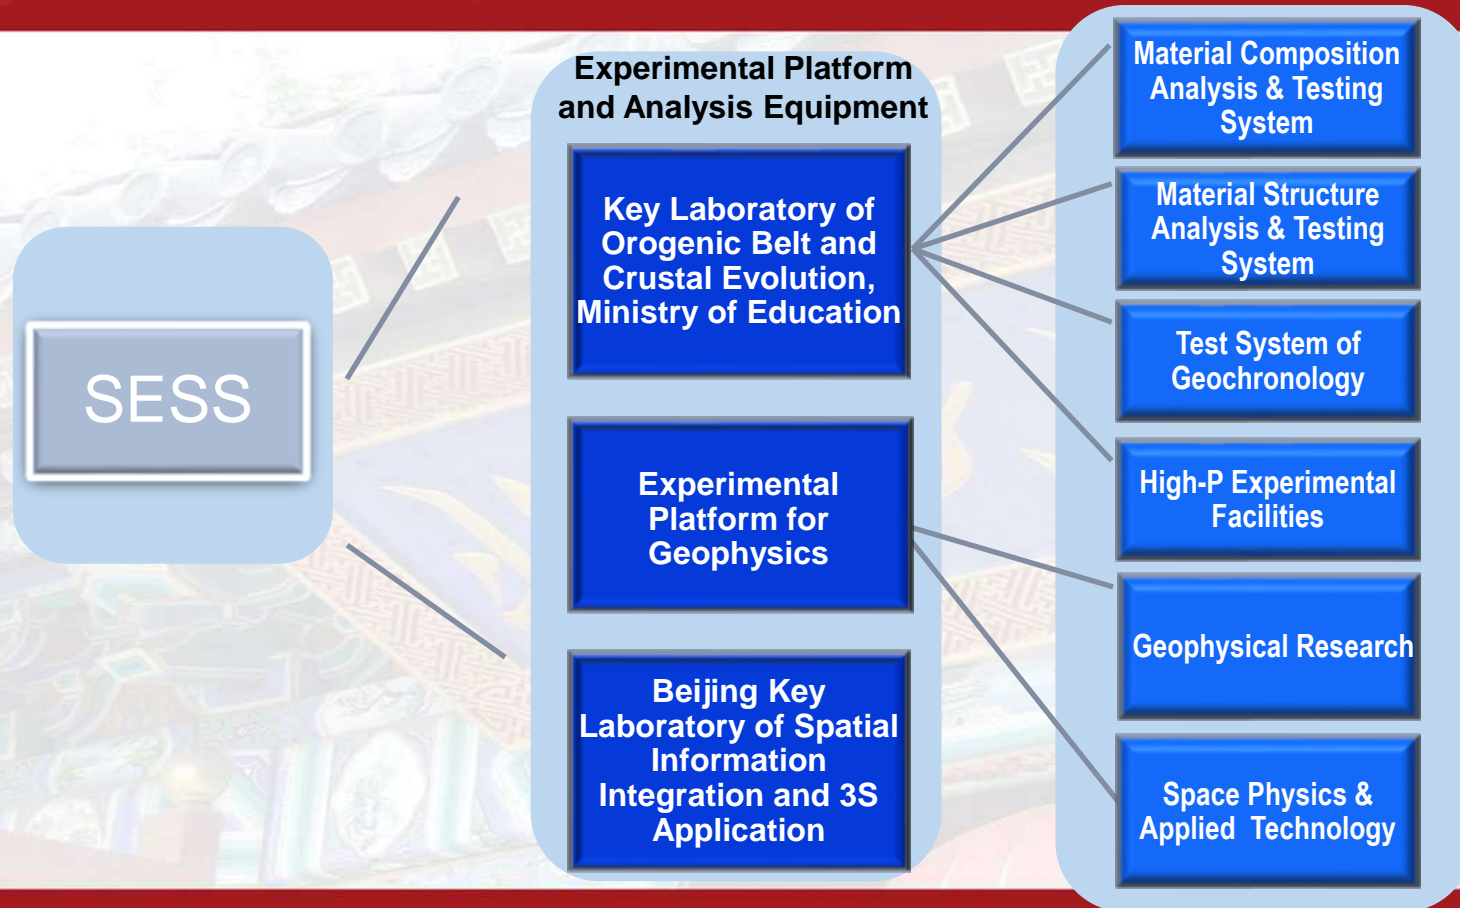 SESS
Experimental Platform
and Analysis Equipment
Key Laboratory of
Orogenic Belt and
Crustal Evolution,
Ministry of Education
Experimental
Platform for
Geophysics
Beijing Key
Laboratory of Spatial
Information
Integration and 3S
Application
Material Composition
Analysis & Testing
System
Material Structure
Analysis & Testing
System
Test System of
Geochronology
High-P Experimental
Facilities
Geophysical Research
Space Physics &
Applied Technology